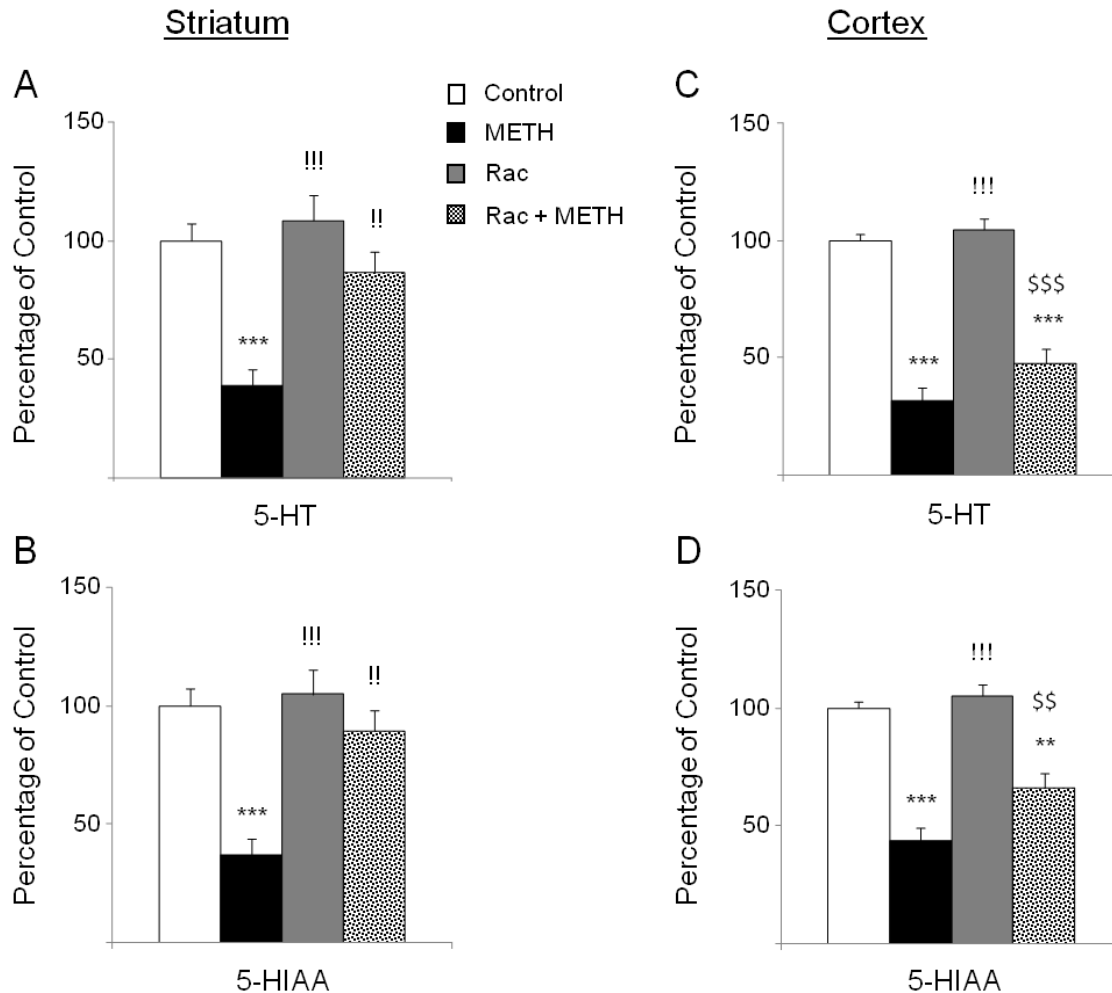 Striatum
Cortex
A
150
100
50
Percentage of Control
!!!
!!
***
5-HT
Control
METH
Rac
Rac + METH
C
150
100
50
Percentage of Control
!!!
$$$
***
***
5-HT
B
150
100
50
Percentage of Control
!!!
!!
***
5-HIAA
D
150
100
50
Percentage of Control
!!!
$$
**
***
5-HIAA